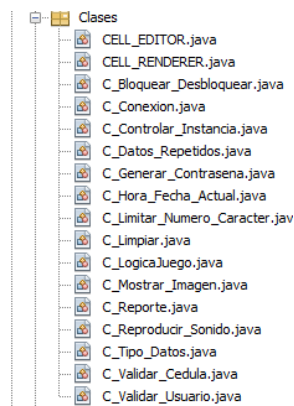 Clases
CELL_EDITOR.java
CELL_RENDERER.java
C_Bloquear_Desbloquear.java
C_Conexion.java
C_Controlar_Instancia.java
C_Datos_Repetidos.java
C_Generar_Contrasena.java
C_Hora_Fecha_Actual.java
C_Limitar_Numero_Caracter.jav
C_Limpiar.java
C_LogicaJuego.java
C_Mostrar_Imagen.java
C_Reporte.java
C_Reproducir_Sonido.java
C_Tipo_Datos.java
C_Validar_Cedula.java
C_Validar_Usuario.java